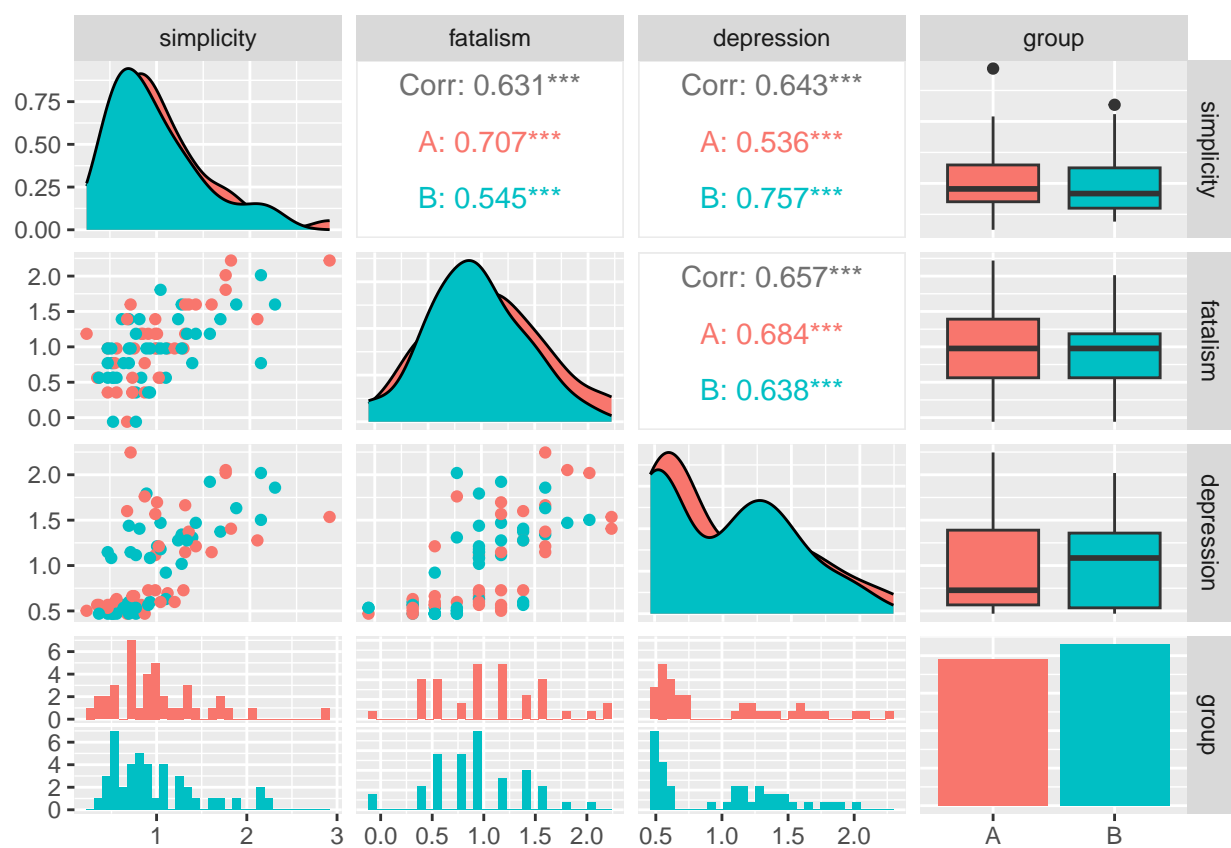 simplicity
fatalism
depression
group
Corr: 0.631***
A: 0.707***
B: 0.545***
Corr: 0.643***
A: 0.536***
B: 0.757***
simplicity
0.75
0.50
0.25
0.00
Corr: 0.657***
A: 0.684***
B: 0.638***
fatalism
2.0
1.5
1.0
0.5
0.0
depression
2.0
1.5
1.0
0.5
group
6
4
2
0
6
4
2
0
1 2 3
0.0 0.5 1.0 1.5 2.0
0.5 1.0 1.5 2.0
A B